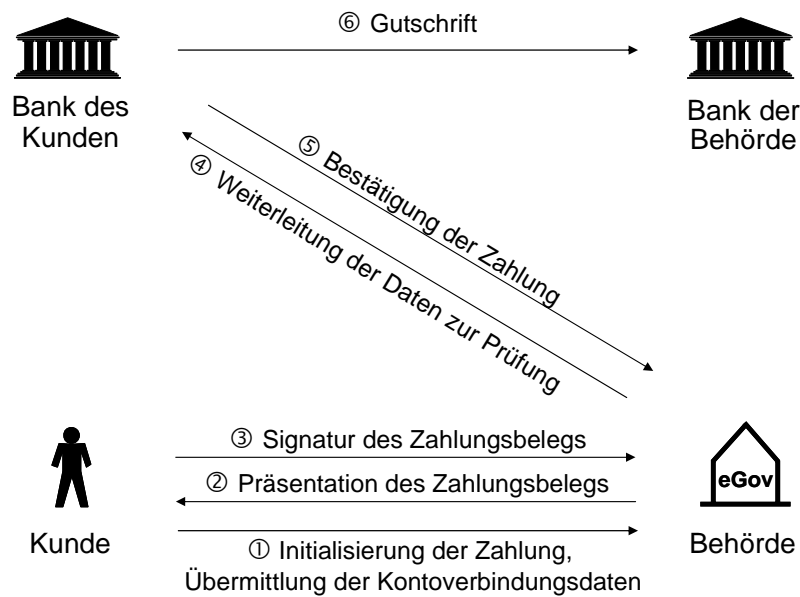 ⑥ Gutschrift
Bank des
Kunden
Bank der
Behörde
⑤ Bestätigung der Zahlung
④ Weiterleitung der Daten zur Prüfung
③ Signatur des Zahlungsbelegs
② Präsentation des Zahlungsbelegs
eGov
Kunde
① Initialisierung der Zahlung,
Übermittlung der Kontoverbindungsdaten
Behörde